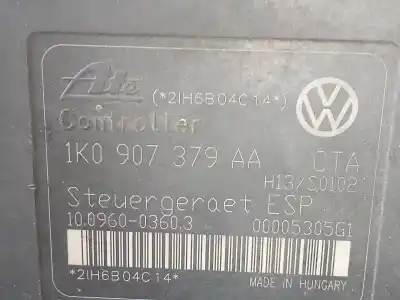 Ate (*2IH6B04C14*)
Controller
1K0 907 379 AA CTA
H13/S0102
Steuergeraet ESP
10.0960-0360.3 00005305G1
*2IH6B04C14*
MADE IN HUNGARY